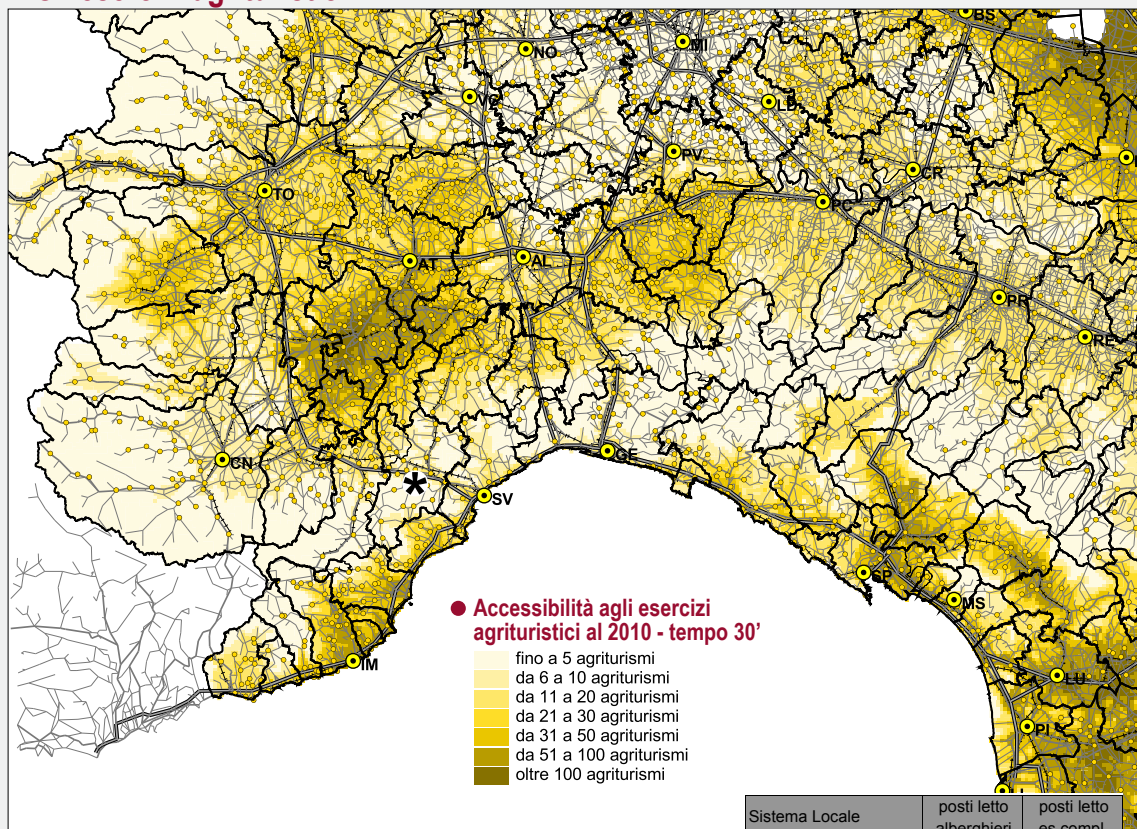 NO
MI
BS
VC
LO
PV
CR
TO
PC
AT
AL
PR
RE
CN
GE
*
SV
SP
MS
IM
LU
PI
LI
● Accessibilità agli esercizi
agrituristici al 2010 - tempo 30’
fino a 5 agriturismi
da 6 a 10 agriturismi
da 11 a 20 agriturismi
da 21 a 30 agriturismi
da 31 a 50 agriturismi
da 51 a 100 agriturismi
oltre 100 agriturismi
Sistema Locale posti letto posti letto
alberghieri es.compl.